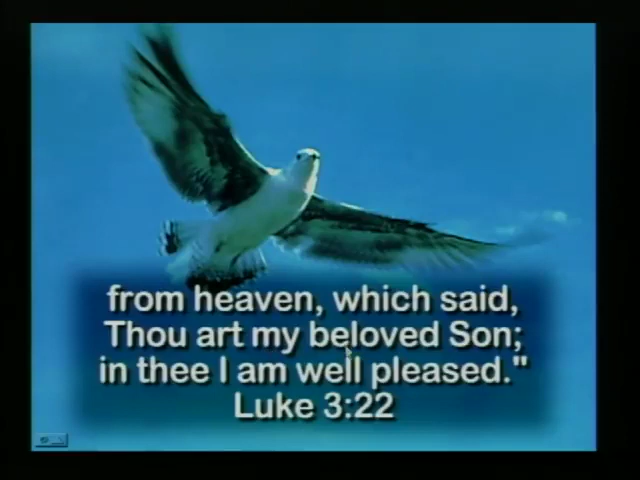 from heaven, which said,
Thou art my beloved Son;
in thee I am well pleased."
Luke 3:22